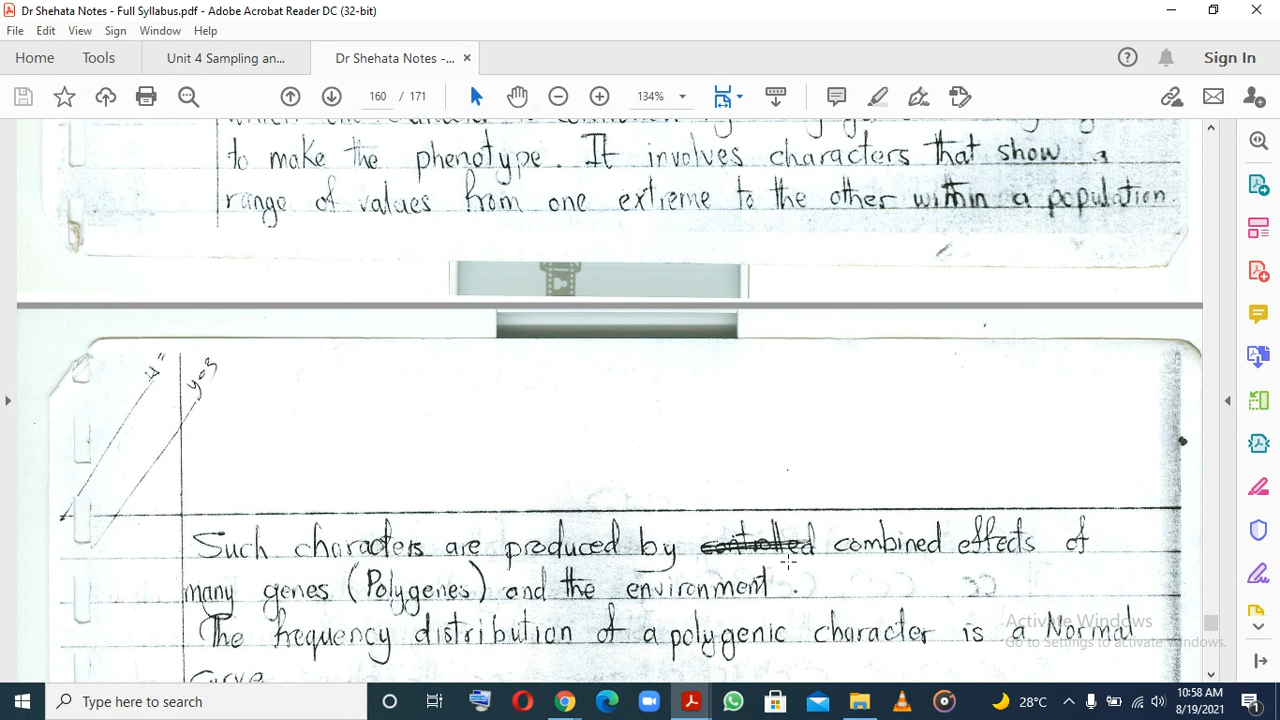 Dr Shehata Notes - Full Syllabus.pdf - Adobe Acrobat Reader DC (32-bit)
File Edit View Sign Window Help
Home Tools Unit 4 Sampling an... Dr Shehata Notes -... × Sign In
160 / 171 134%
to make the phenotype. It involves characters that show a
range of values from one extreme to the other within a population.
Such characters are produced by controlled combined effects of
many genes (Polygenes) and the environment.
The frequency distribution of a polygenic character is a Normal
Curve
Activate Windows
Go to Settings to activate Windows.
Type here to search
28°C
10:58 AM
8/19/2021